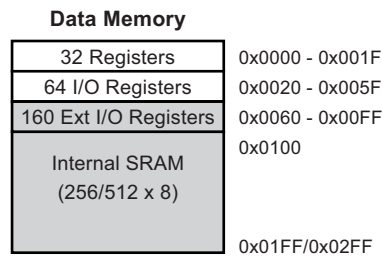 Data Memory
32 Registers 0x0000 - 0x001F
64 I/O Registers 0x0020 - 0x005F
160 Ext I/O Registers 0x0060 - 0x00FF
0x0100
Internal SRAM
(256/512 x 8)
0x01FF/0x02FF